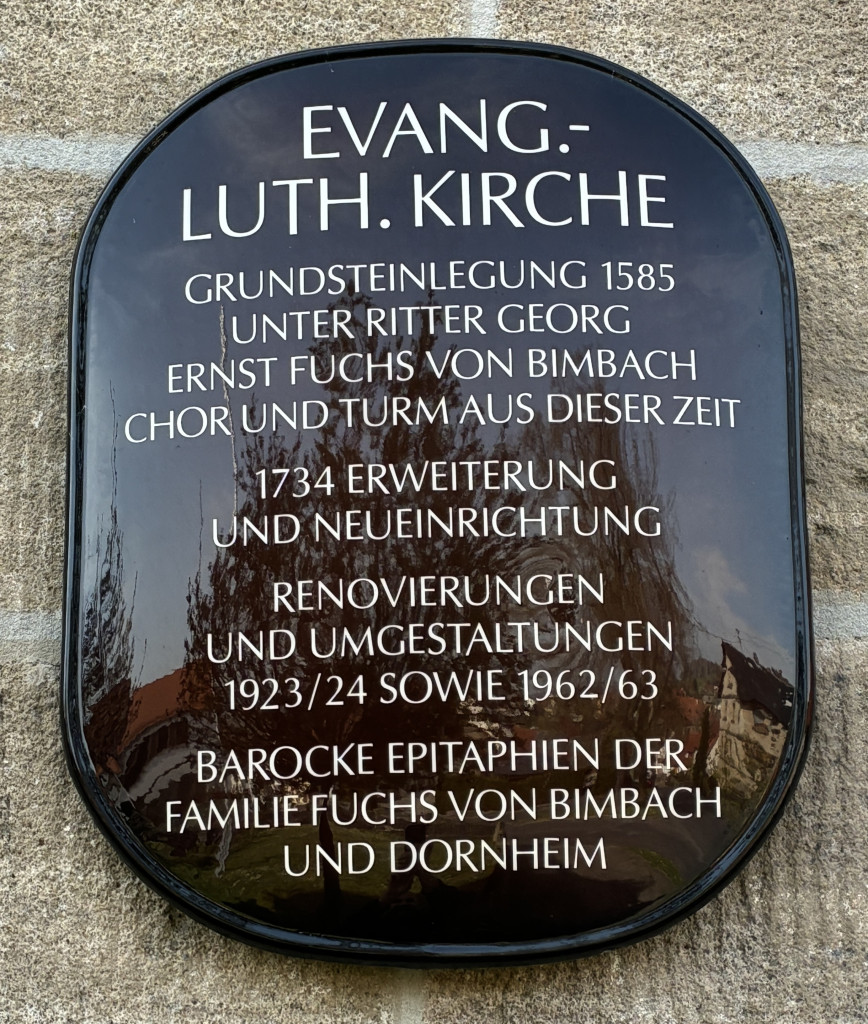 EVANG.-
LUTH. KIRCHE
GRUNDSTEINLEGUNG 1585
UNTER RITTER GEORG
ERNST FUCHS VON BIMBACH
CHOR UND TURM AUS DIESER ZEIT
1734 ERWEITERUNG
UND NEUEINRICHTUNG
RENOVIERUNGEN
UND UMGESTALTUNGEN
1923/24 SOWIE 1962/63
BAROCKE EPITAPHIEN DER
FAMILIE FUCHS VON BIMBACH
UND DORNHEIM